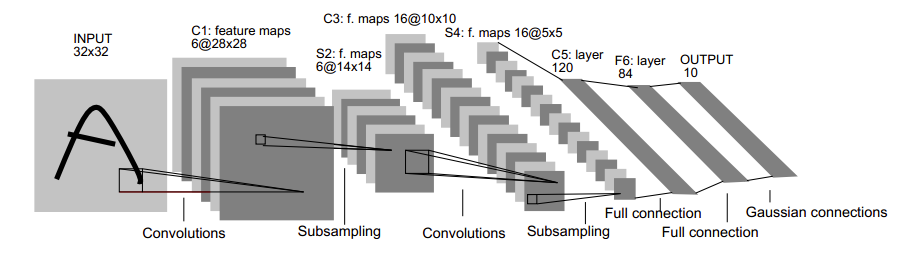 INPUT
32x32
C1: feature maps
6@28x28
S2: f. maps
6@14x14
C3: f. maps 16@10x10
S4: f. maps 16@5x5
C5: layer
120
F6: layer
84
OUTPUT
10
Convolutions
Subsampling
Convolutions
Subsampling
Full connection
Full connection
Gaussian connections